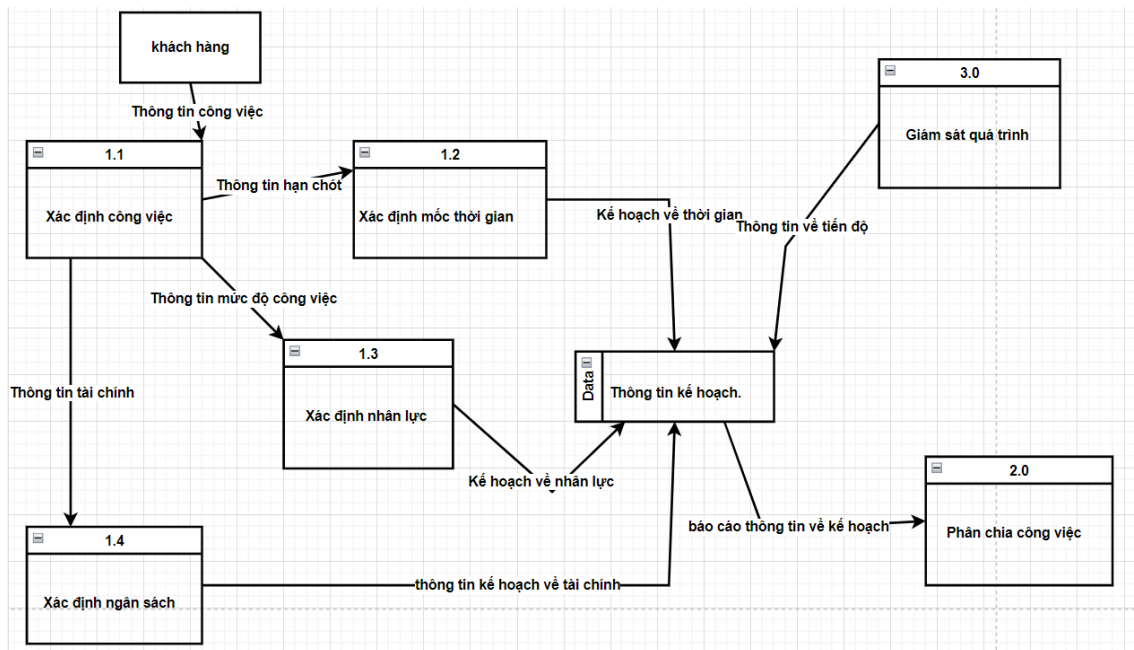 khách hàng
Thông tin công việc
3.0
Giám sát quá trình
1.1
Xác định công việc
Thông tin hạn chót
1.2
Xác định mốc thời gian
Kế hoạch về thời gian
Thông tin về tiến độ
Thông tin mức độ công việc
1.3
Xác định nhân lực
Data
Thông tin kế hoạch.
Thông tin tài chinh
Kế hoạch về nhân lực
2.0
Phân chia công việc
báo cáo thông tin về kế hoạch
1.4
Xác định ngân sách
thông tin kế hoạch về tài chính